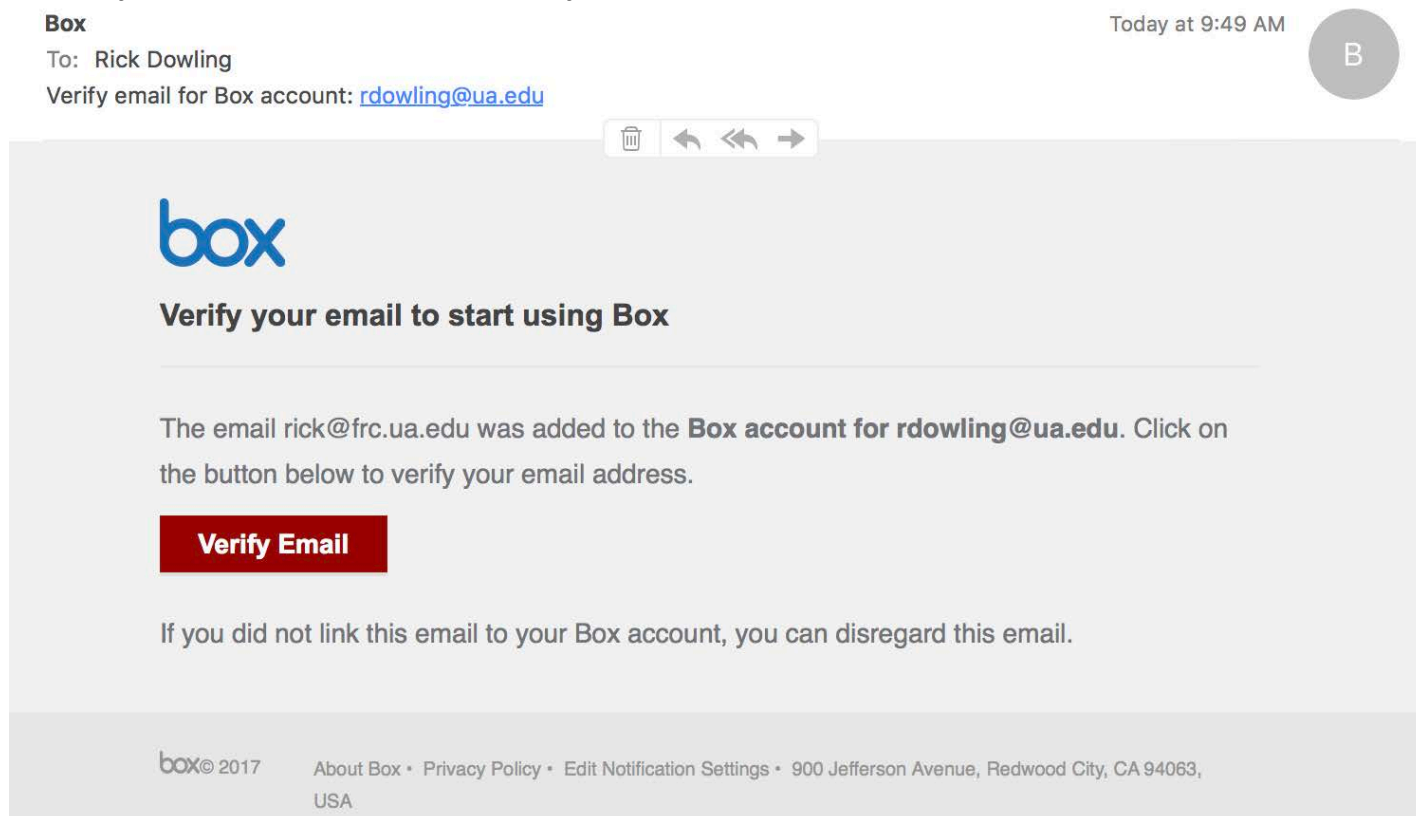 Box
Today at 9:49 AM
B
To: Rick Dowling
Verify email for Box account: rdowling@ua.edu
box
Verify your email to start using Box
The email rick@frc.ua.edu was added to the Box account for rdowling@ua.edu. Click on
the button below to verify your email address.
Verify Email
If you did not link this email to your Box account, you can disregard this email.
box© 2017
About Box • Privacy Policy • Edit Notification Settings • 900 Jefferson Avenue, Redwood City, CA 94063,
USA